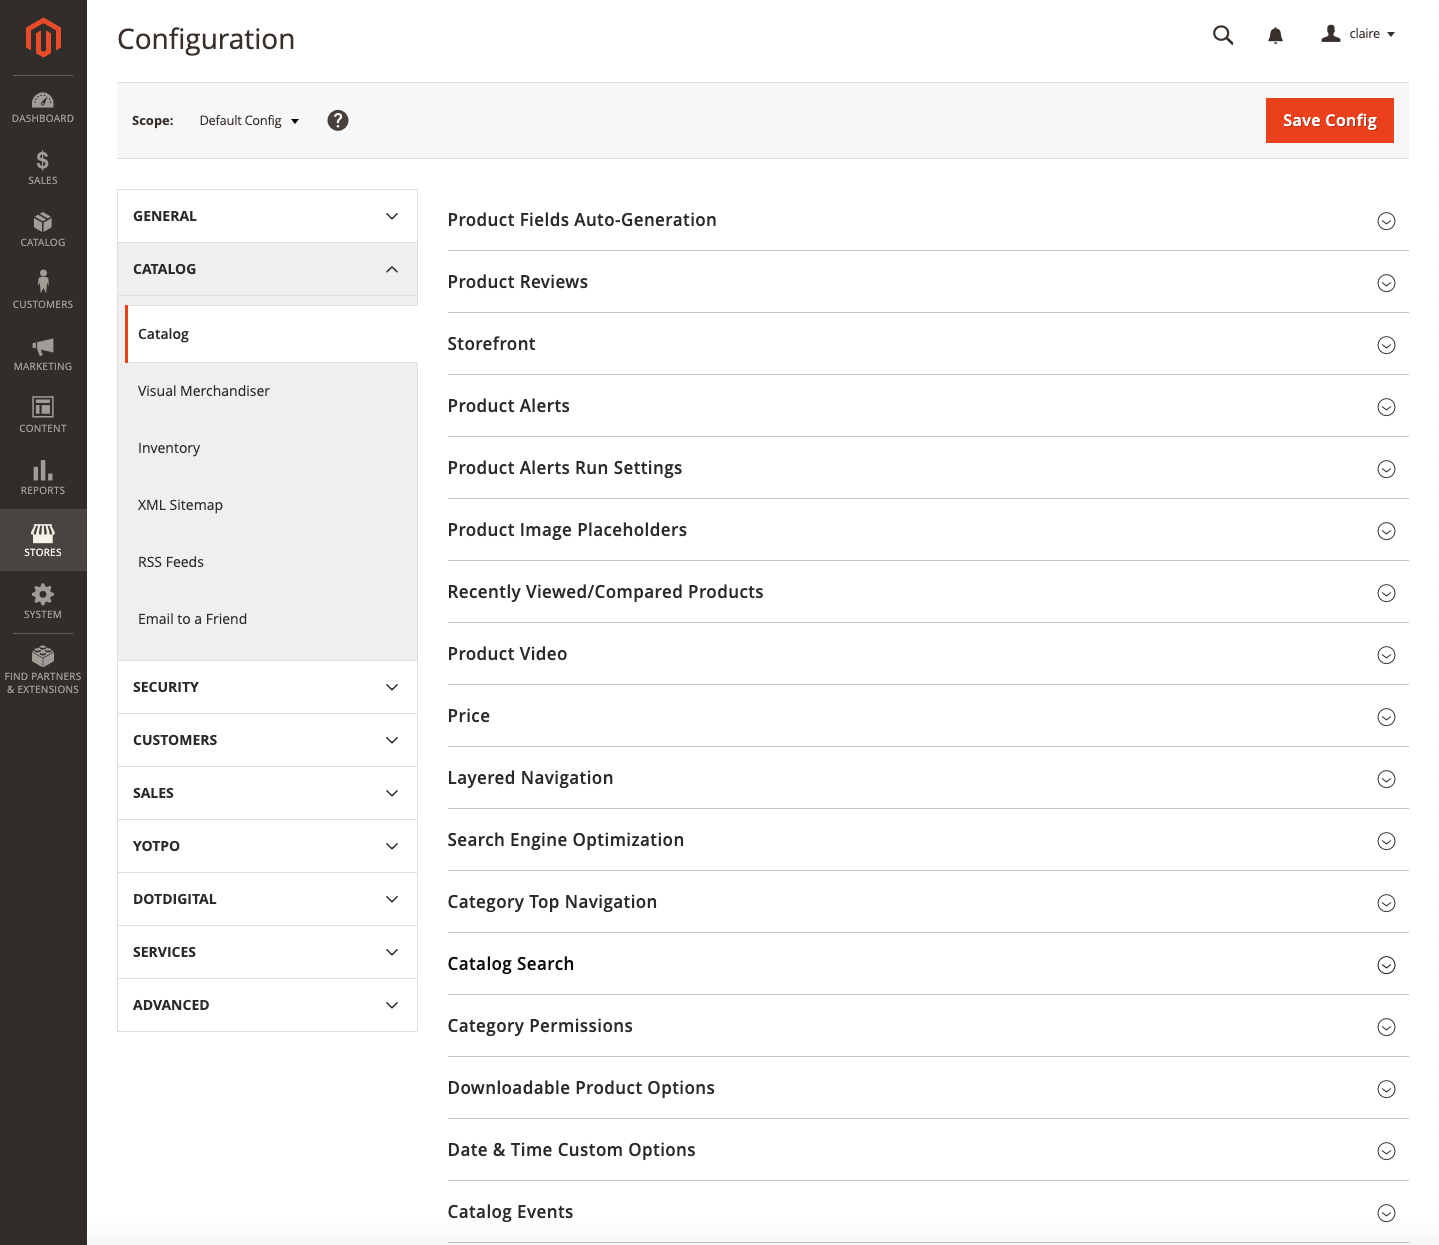 Configuration
claire
Scope:
Default Config
?
Save Config
DASHBOARD
SALES
CATALOG
CUSTOMERS
MARKETING
CONTENT
REPORTS
STORES
SYSTEM
FIND PARTNERS
& EXTENSIONS
GENERAL
CATALOG
Catalog
Visual Merchandiser
Inventory
XML Sitemap
RSS Feeds
Email to a Friend
SECURITY
CUSTOMERS
SALES
YOTPO
DOTDIGITAL
SERVICES
ADVANCED
Product Fields Auto-Generation
Product Reviews
Storefront
Product Alerts
Product Alerts Run Settings
Product Image Placeholders
Recently Viewed/Compared Products
Product Video
Price
Layered Navigation
Search Engine Optimization
Category Top Navigation
Catalog Search
Category Permissions
Downloadable Product Options
Date & Time Custom Options
Catalog Events